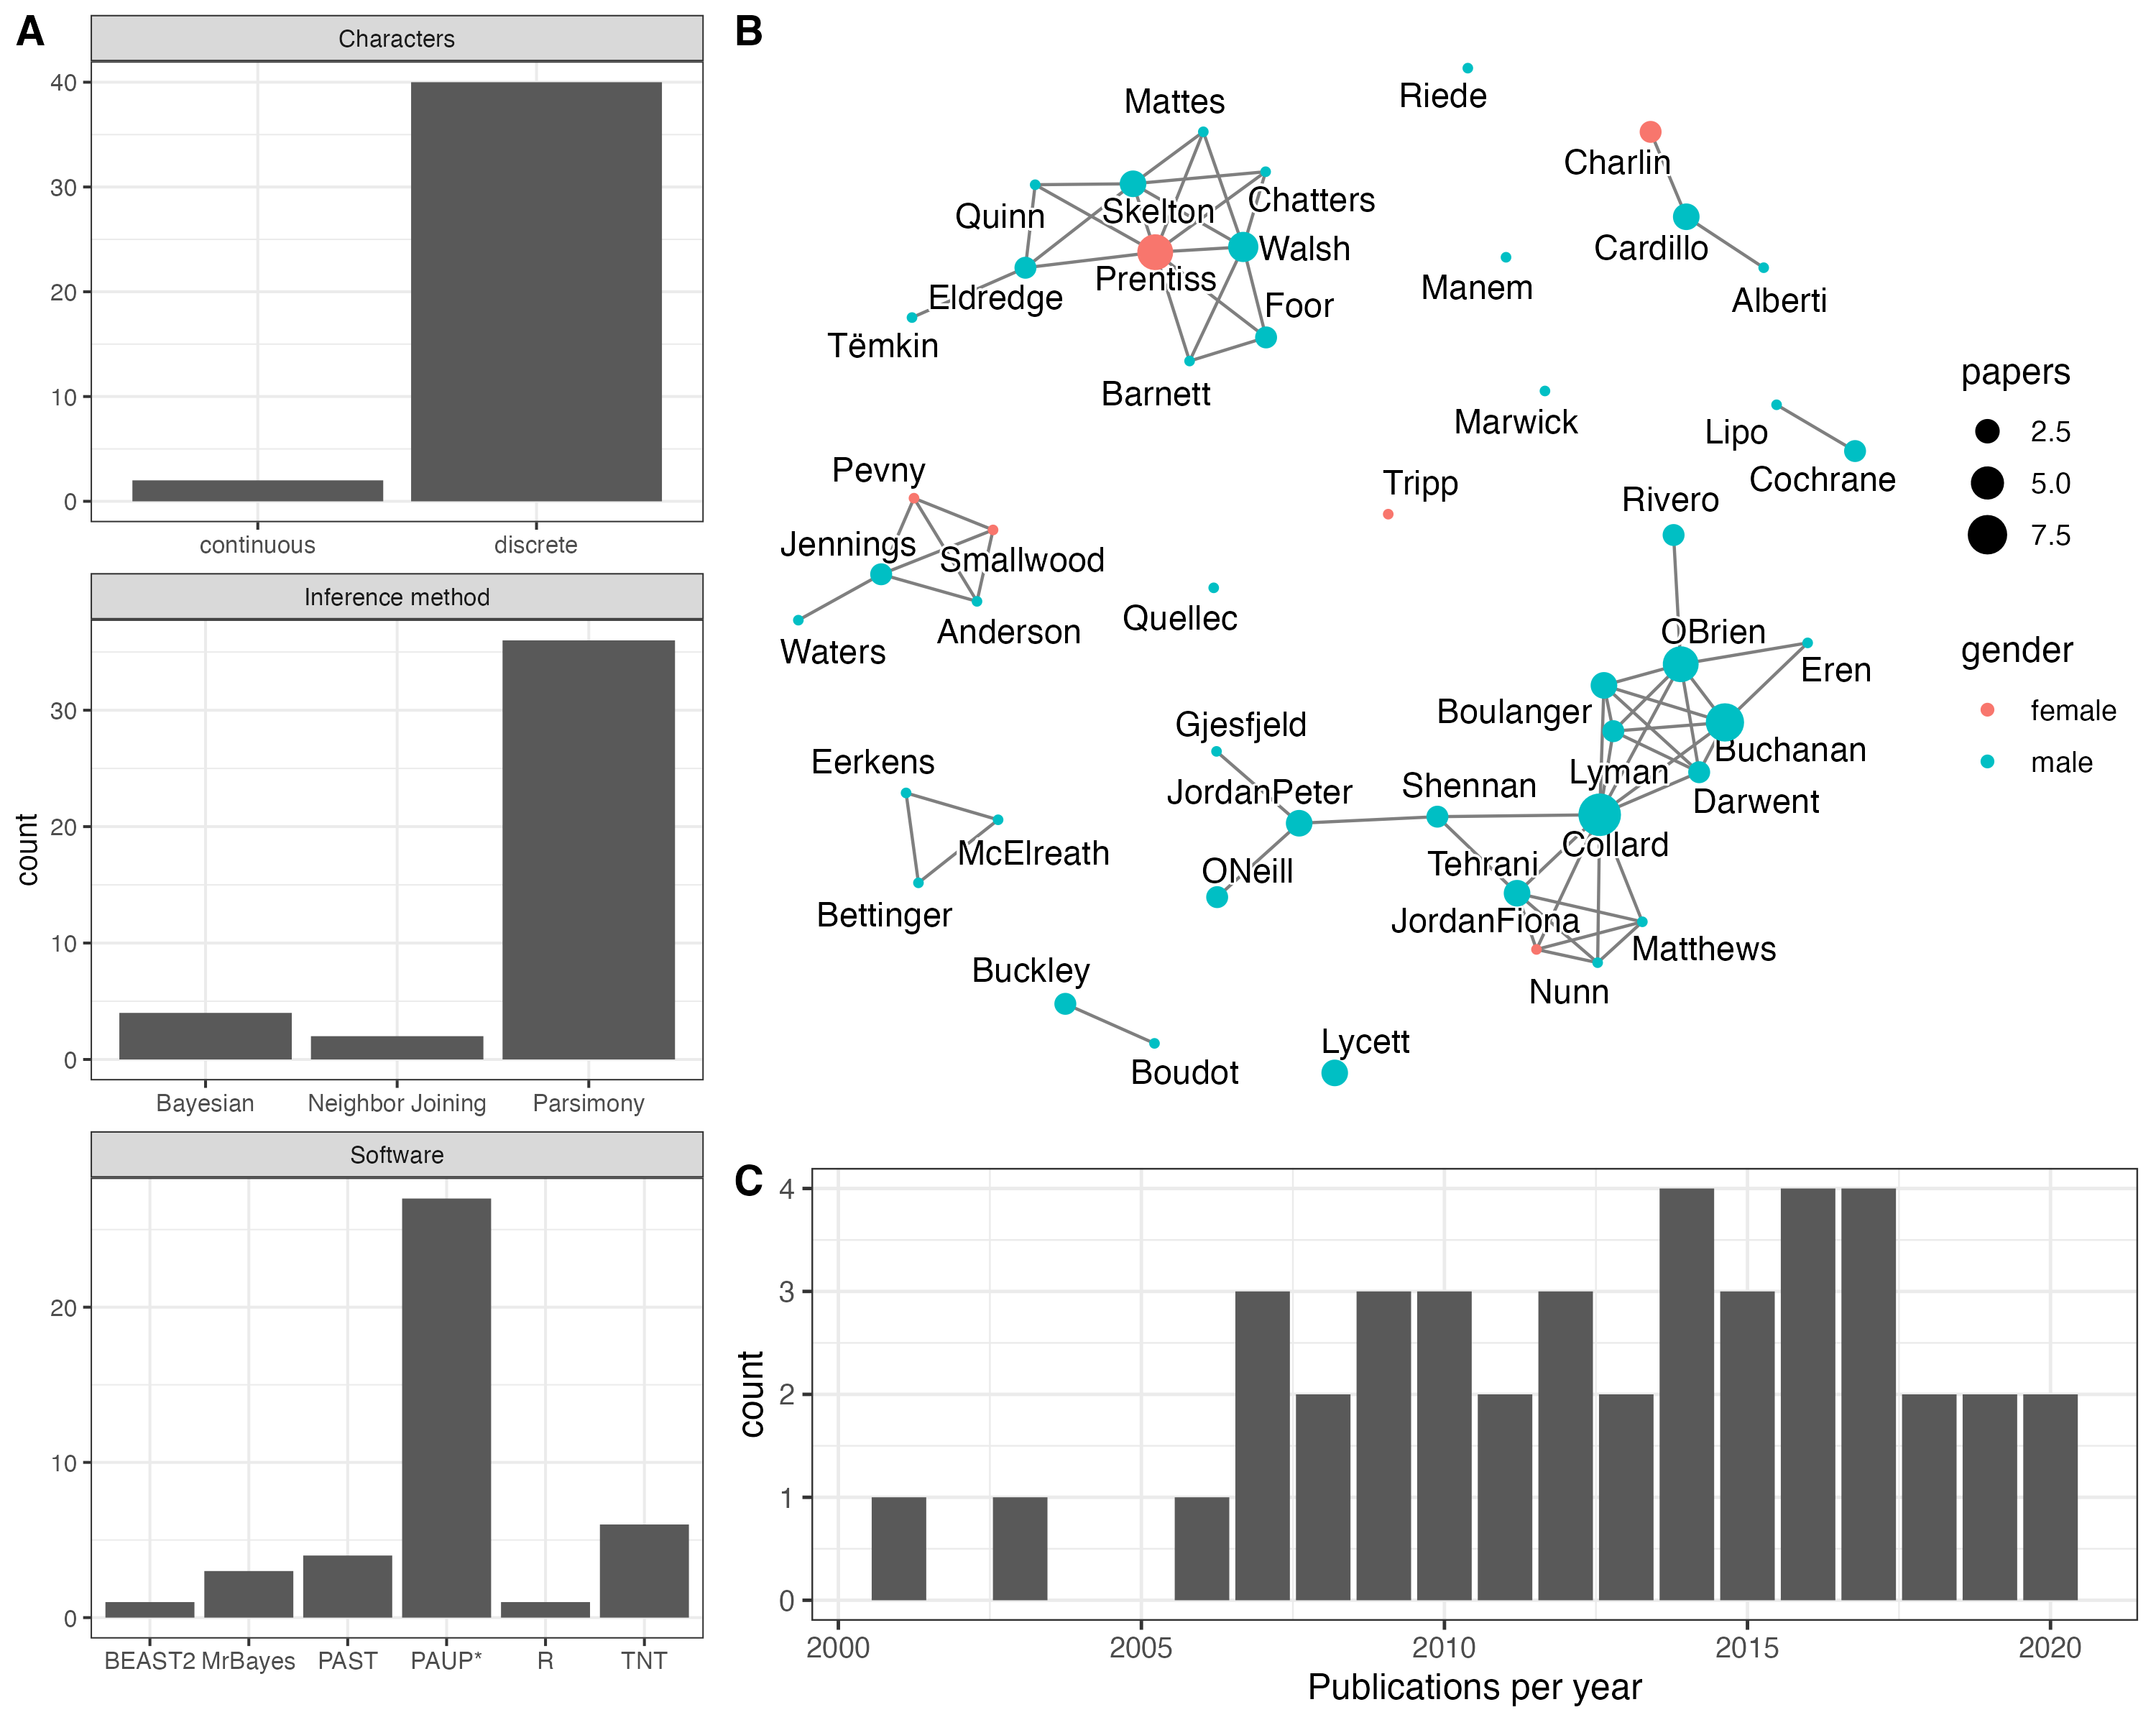 A
Characters
40
30
20
10
0
continuous
discrete
Inference method
30
20
10
0
Bayesian
Neighbor Joining
Parsimony
Software
20
10
0
BEAST2
MrBayes
PAST
PAUP*
R
TNT
count
B
Riede
Mattes
Charlin
Chatters
Skelton
Quinn
Walsh
Cardillo
Prentiss
Manem
Eldredge
Alberti
Foor
Tëmkin
Barnett
Marwick
Lipo
Pevny
Cochrane
Tripp
Rivero
Jennings
Smallwood
Quellec
Anderson
OBrien
Waters
Eren
Boulanger
Gjesfjeld
Buchanan
Eerkens
Lyman
Shennan
JordanPeter
Darwent
Collard
McElreath
Tehrani
ONeill
Bettinger
JordanFiona
Matthews
Buckley
Nunn
Lycett
Boudot
papers
2.5
5.0
7.5
gender
female
male
C
4
3
2
1
0
count
2000
2005
2010
2015
2020
Publications per year